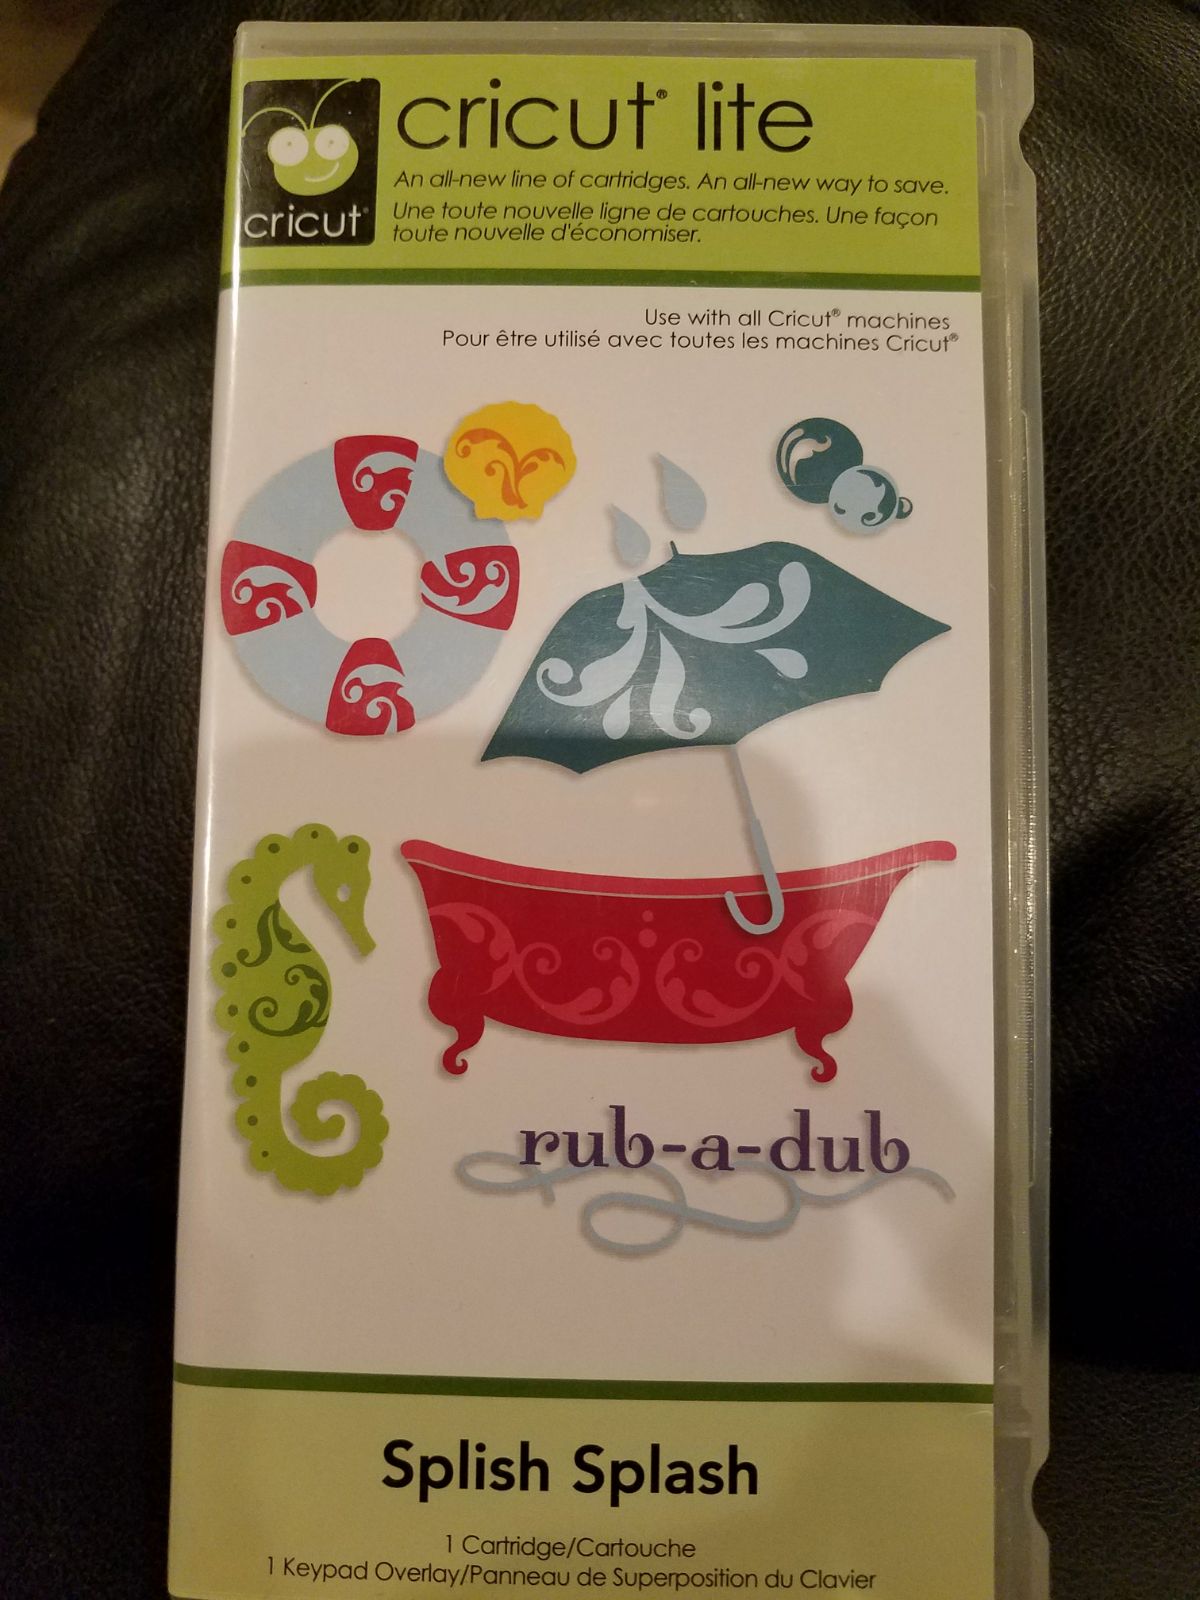 cricut® lite
cricut®
An all-new line of cartridges. An all-new way to save.
Une toute nouvelle ligne de cartouches. Une façon
toute nouvelle d'économiser.
Use with all Cricut® machines
Pour être utilisé avec toutes les machines Cricut®
rub-a-dub
Splish Splash
1 Cartridge/Cartouche
1 Keypad Overlay/Panneau de Superposition du Clavier